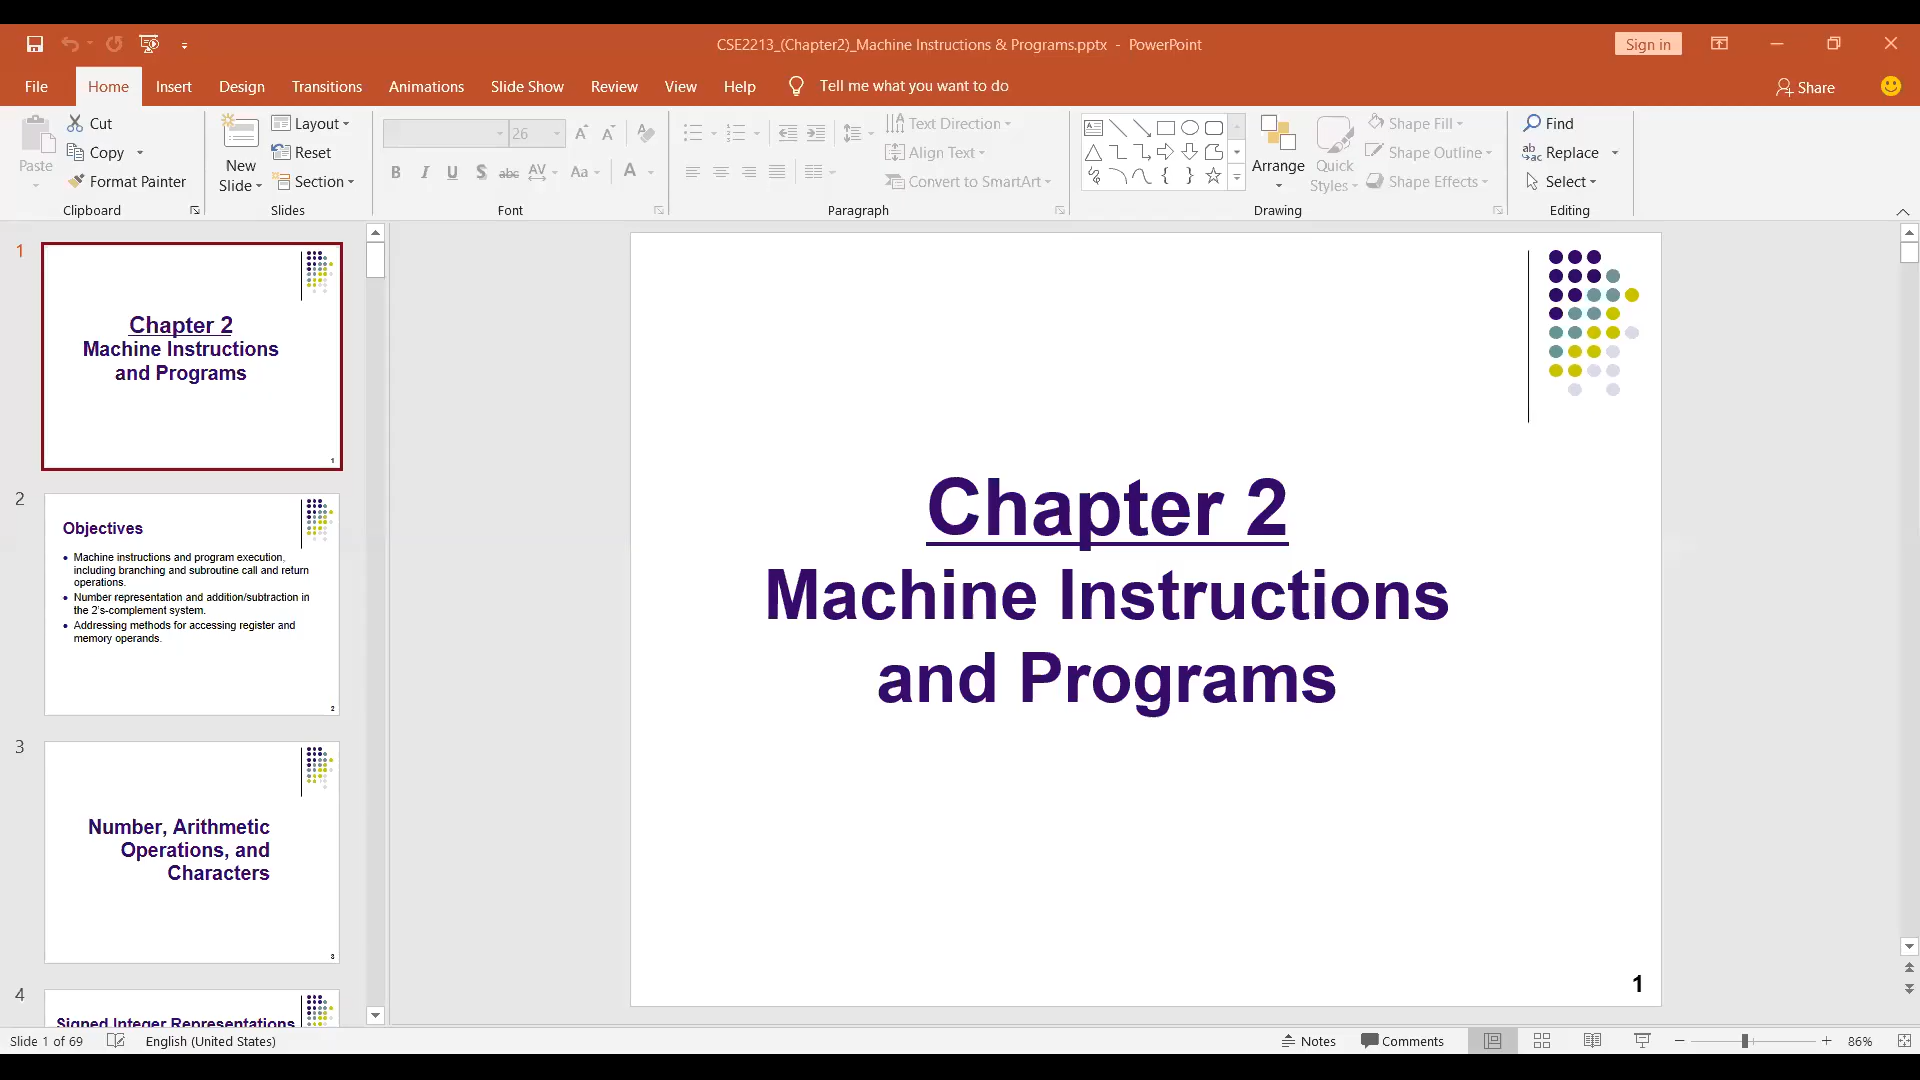 CSE2213_(Chapter2)_Machine Instructions & Programs.pptx - PowerPoint
Sign in
File Home Insert Design Transitions Animations Slide Show Review View Help Tell me what you want to do
Share
Paste
Cut
Copy
Format Painter
Clipboard
New
Slide
Layout
Reset
Section
Slides
26
B I U S abc AV Aa A
Font
Text Direction
Align Text
Convert to SmartArt
Paragraph
Arrange
Quick
Styles
Shape Fill
Shape Outline
Shape Effects
Drawing
Find
Replace
Select
Editing
1
Chapter 2
Machine Instructions
and Programs
1
2
Objectives
Machine instructions and program execution,
including branching and subroutine call and return
operations.
Number representation and addition/subtraction in
the 2's-complement system.
Addressing methods for accessing register and
memory operands.
2
3
Number, Arithmetic
Operations, and
Characters
3
4
Signed Integer Representations
Chapter 2
Machine Instructions
and Programs
1
Slide 1 of 69
English (United States)
Notes
Comments
86%